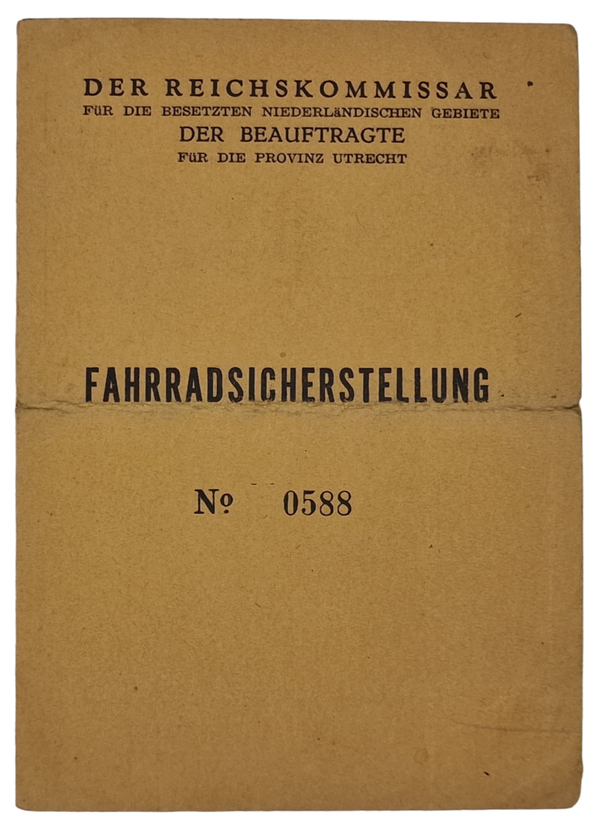 DER REICHSKOMMISSAR
FüR DIE BESETZTEN NIEDERLäNDISCHEN GEBIETE
DER BEAUFTRAGTE
FüR DIE PROVINZ UTRECHT
FAHRRADSICHERSTELLUNG
Nº 0588